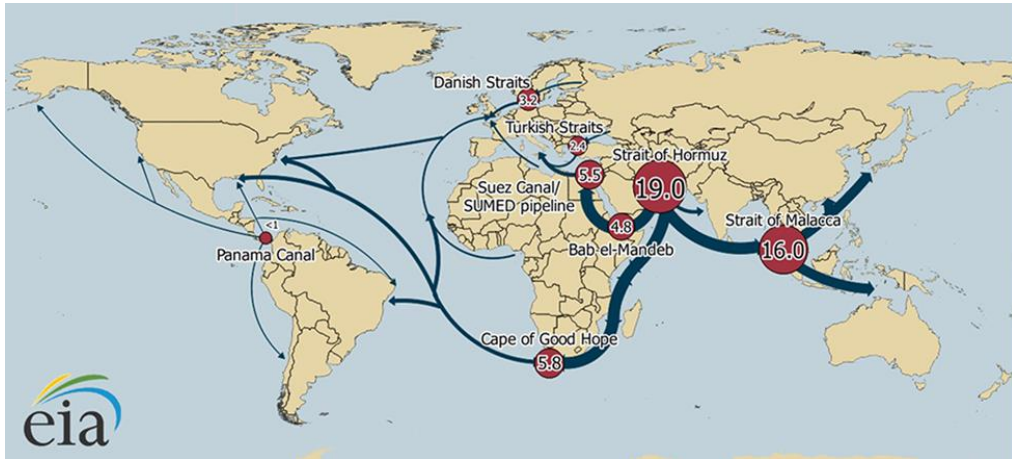 Danish Straits
3.2
Turkish Straits
2.4
Strait of Hormuz
5.5
19.0
Suez Canal/
SUMED pipeline
Strait of Malacca
<1
4.8
Panama Canal
Bab el-Mandeb
16.0
Cape of Good Hope
5.8
eia